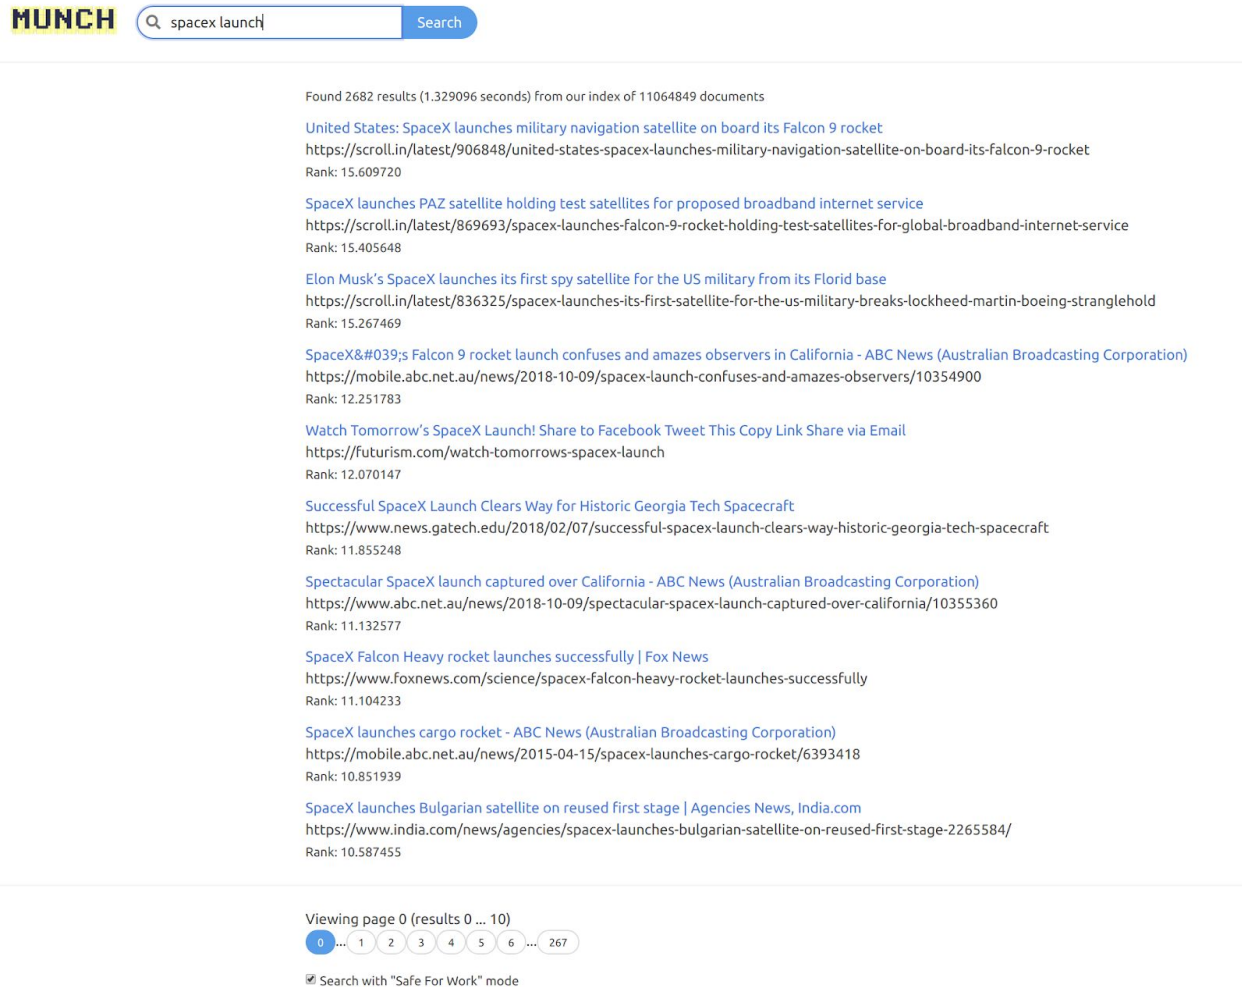 MUNCH
spacex launch
Search
Found 2682 results (1.329096 seconds) from our index of 11064849 documents
United States: SpaceX launches military navigation satellite on board its Falcon 9 rocket
https://scroll.in/latest/906848/united-states-spacex-launches-military-navigation-satellite-on-board-its-falcon-9-rocket
Rank: 15.609720
SpaceX launches PAZ satellite holding test satellites for proposed broadband internet service
https://scroll.in/latest/869693/spacex-launches-falcon-9-rocket-holding-test-satellites-for-global-broadband-internet-service
Rank: 15.405648
Elon Musk’s SpaceX launches its first spy satellite for the US military from its Florid base
https://scroll.in/latest/836325/spacex-launches-its-first-satellite-for-the-us-military-breaks-lockheed-martin-boeing-stranglehold
Rank: 15.267469
SpaceX&#039;s Falcon 9 rocket launch confuses and amazes observers in California - ABC News (Australian Broadcasting Corporation)
https://mobile.abc.net.au/news/2018-10-09/spacex-launch-confuses-and-amazes-observers/10354900
Rank: 12.251783
Watch Tomorrow’s SpaceX Launch! Share to Facebook Tweet This Copy Link Share via Email
https://futurism.com/watch-tomorrows-spacex-launch
Rank: 12.070147
Successful SpaceX Launch Clears Way for Historic Georgia Tech Spacecraft
https://www.news.gatech.edu/2018/02/07/successful-spacex-launch-clears-way-historic-georgia-tech-spacecraft
Rank: 11.855248
Spectacular SpaceX launch captured over California - ABC News (Australian Broadcasting Corporation)
https://www.abc.net.au/news/2018-10-09/spectacular-spacex-launch-captured-over-california/10355360
Rank: 11.132577
SpaceX Falcon Heavy rocket launches successfully | Fox News
https://www.foxnews.com/science/spacex-falcon-heavy-rocket-launches-successfully
Rank: 11.104233
SpaceX launches cargo rocket - ABC News (Australian Broadcasting Corporation)
https://mobile.abc.net.au/news/2015-04-15/spacex-launches-cargo-rocket/6393418
Rank: 10.851939
SpaceX launches Bulgarian satellite on reused first stage | Agencies News, India.com
https://www.india.com/news/agencies/spacex-launches-bulgarian-satellite-on-reused-first-stage-2265584/
Rank: 10.587455
Viewing page 0 (results 0 ... 10)
0 ... 1 2 3 4 5 6 ... 267
Search with "Safe For Work" mode